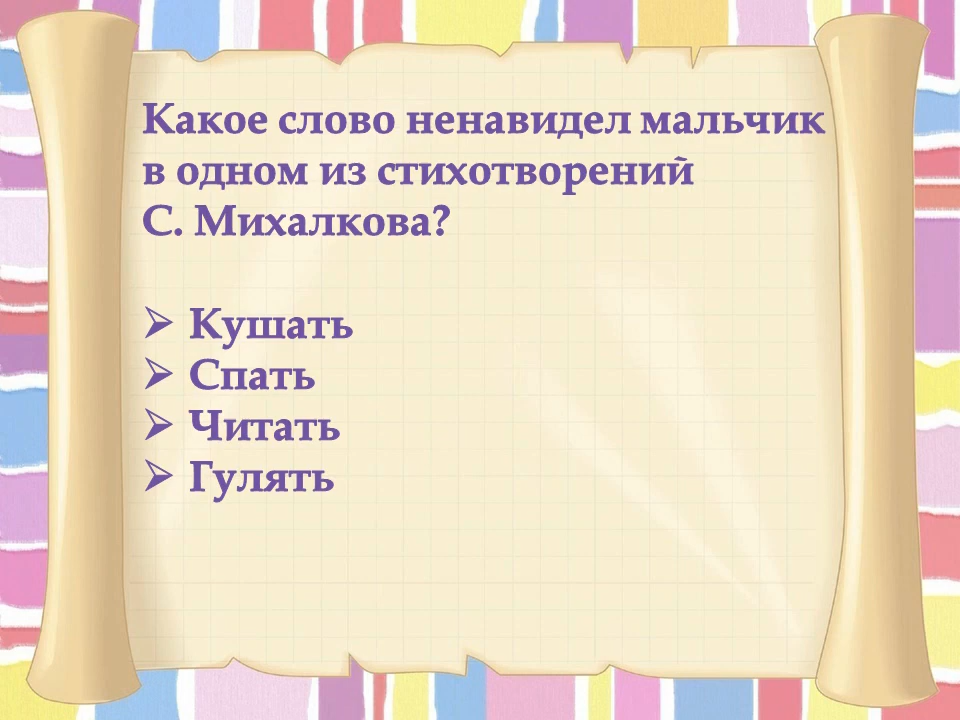 Какое слово ненавидел мальчик
в одном из стихотворений
С. Михалкова?
➢ Кушать
➢ Спать
➢ Читать
➢ Гулять